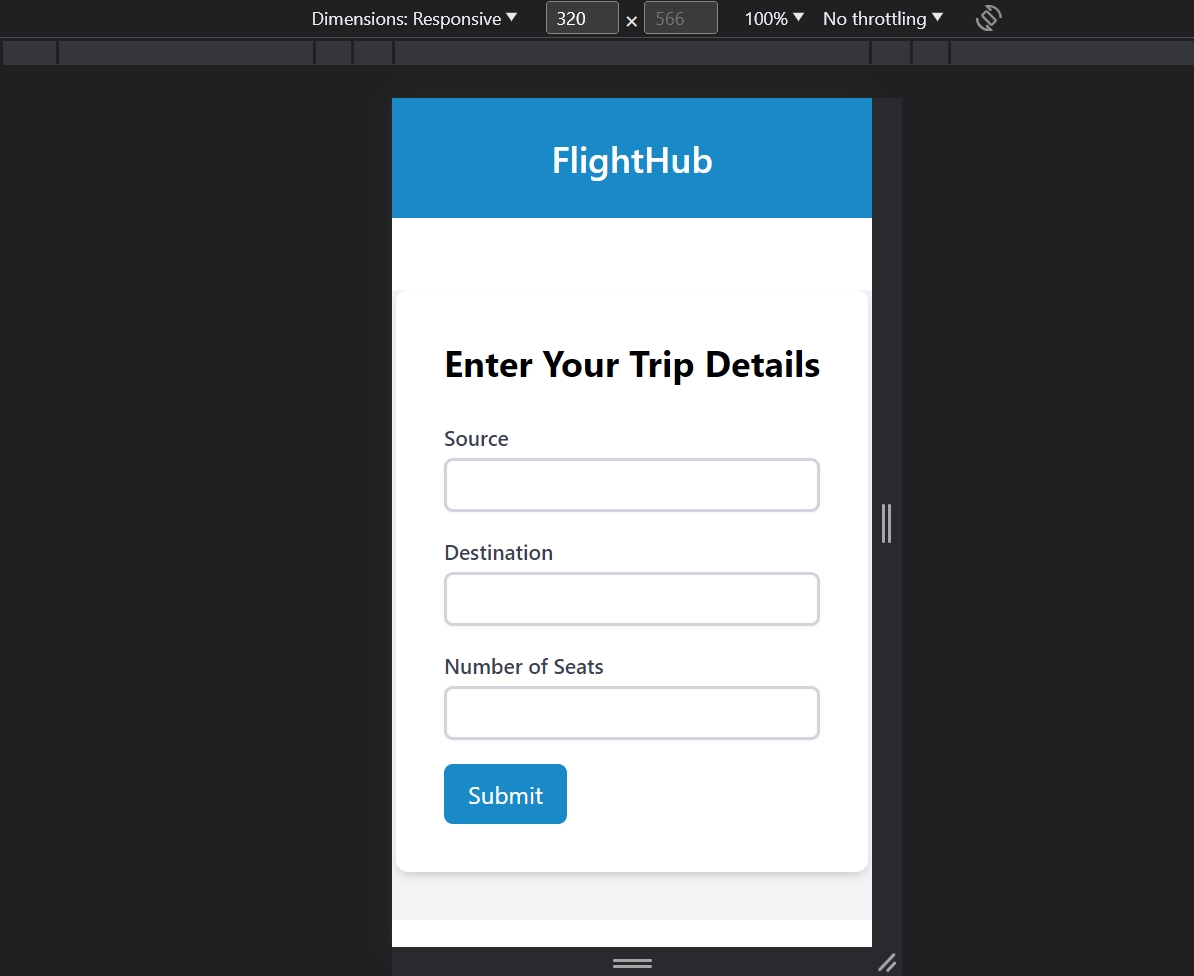 Dimensions: Responsive ▼ 320 × 566 100% ▼ No throttling ▼
FlightHub
Enter Your Trip Details
Source
Destination
Number of Seats
Submit